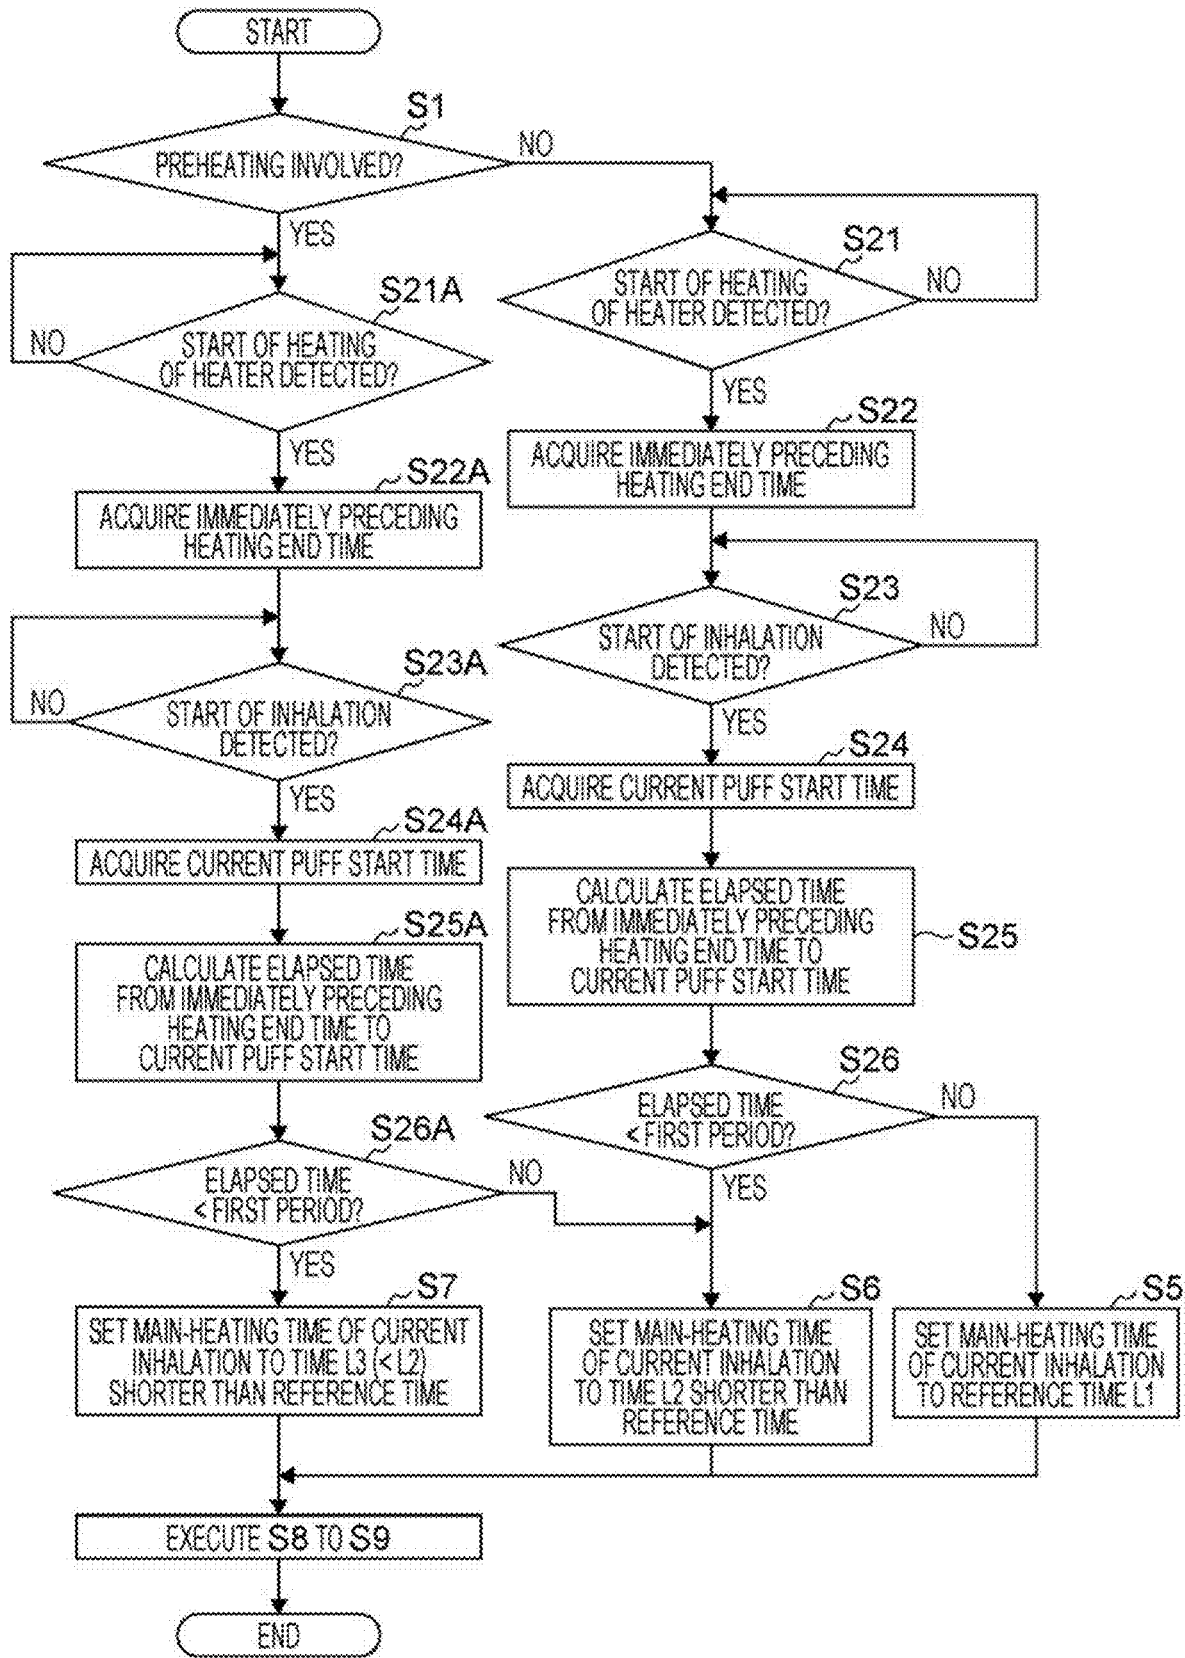 START
S1
PREHEATING INVOLVED?
NO
YES
S21A
START OF HEATING
OF HEATER DETECTED?
NO
YES
S22A
ACQUIRE IMMEDIATELY PRECEDING
HEATING END TIME
S23A
START OF INHALATION
DETECTED?
NO
YES
S24A
ACQUIRE CURRENT PUFF START TIME
S25A
CALCULATE ELAPSED TIME
FROM IMMEDIATELY PRECEDING
HEATING END TIME TO
CURRENT PUFF START TIME
S26A
ELAPSED TIME
< FIRST PERIOD?
NO
YES
S7
SET MAIN-HEATING TIME OF CURRENT
INHALATION TO TIME L3 (< L2)
SHORTER THAN REFERENCE TIME
S21
START OF HEATING
OF HEATER DETECTED?
NO
YES
S22
ACQUIRE IMMEDIATELY PRECEDING
HEATING END TIME
S23
START OF INHALATION
DETECTED?
NO
YES
S24
ACQUIRE CURRENT PUFF START TIME
CALCULATE ELAPSED TIME
FROM IMMEDIATELY PRECEDING
HEATING END TIME TO
CURRENT PUFF START TIME
S25
S26
ELAPSED TIME
< FIRST PERIOD?
NO
YES
S6
SET MAIN-HEATING TIME
OF CURRENT INHALATION
TO TIME L2 SHORTER THAN
REFERENCE TIME
S5
SET MAIN-HEATING TIME
OF CURRENT INHALATION
TO REFERENCE TIME L1
EXECUTE S8 TO S9
END